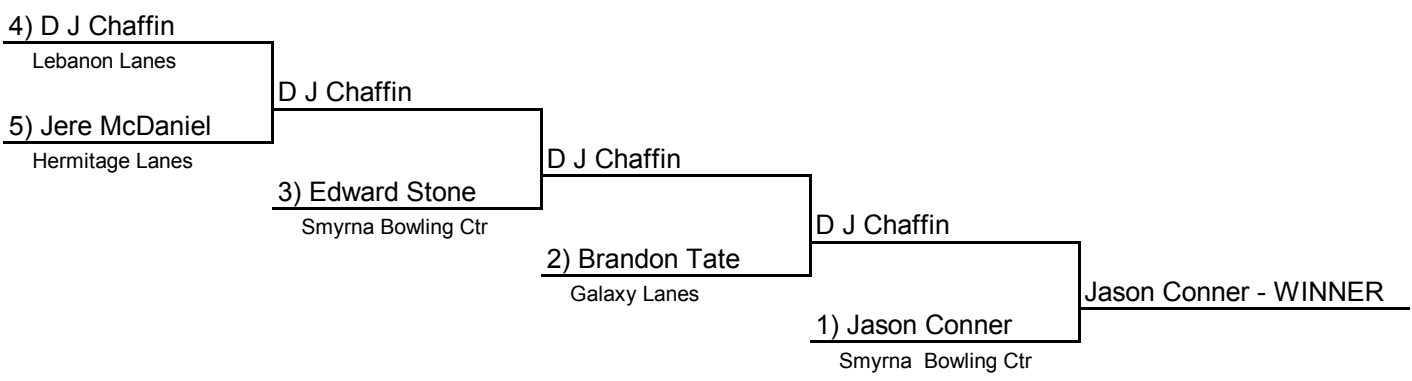 4) D J Chaffin
Lebanon Lanes
D J Chaffin
5) Jere McDaniel
Hermitage Lanes
D J Chaffin
3) Edward Stone
Smyrna Bowling Ctr
D J Chaffin
2) Brandon Tate
Galaxy Lanes
Jason Conner - WINNER
1) Jason Conner
Smyrna  Bowling Ctr